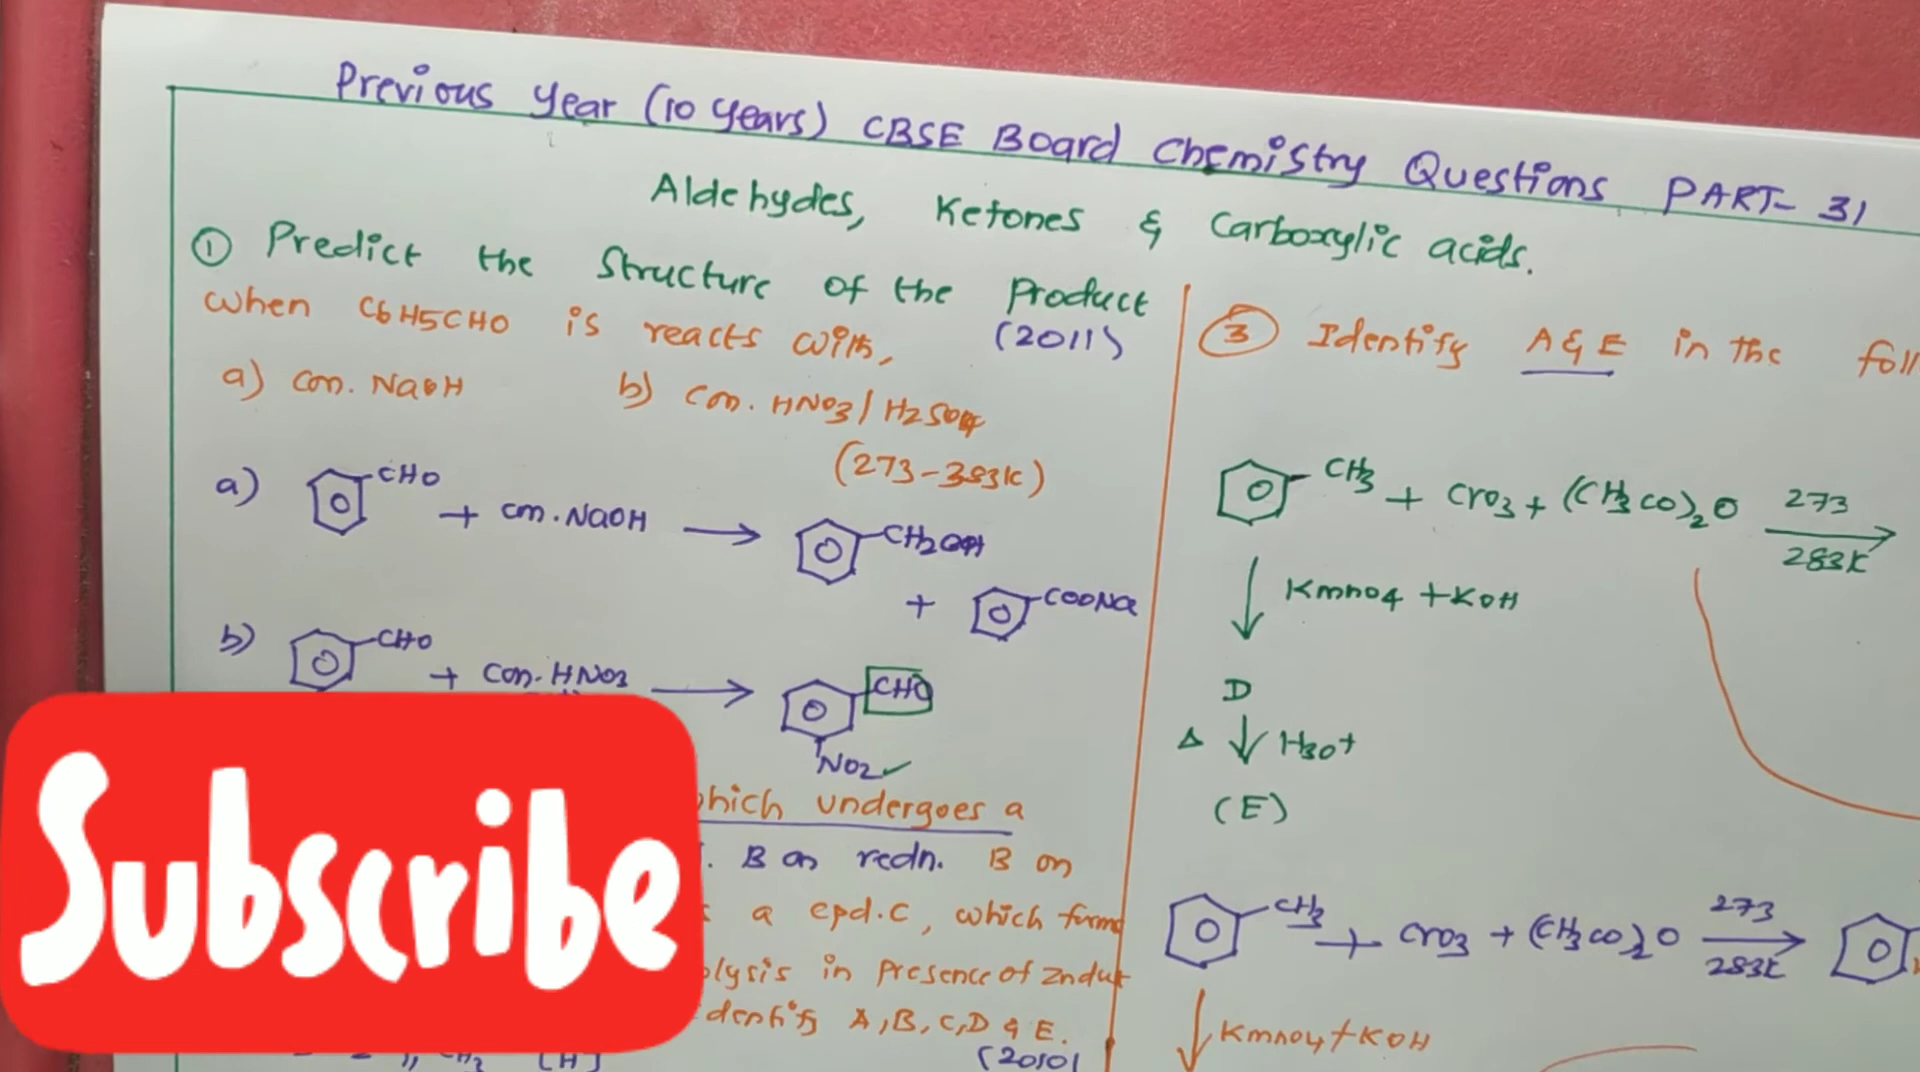 Previous Year (10 years) CBSE Board Chemistry Questions PART- 31
Aldehydes, Ketones & Carboxylic acids.
① Predict the Structure of the Product
when C6H5CHO is reacts with, (2011)
a) con. NaOH b) con. HNO3 / H2SO4
(273-383K)
a) CHO + con. NaOH → CH2OH
+ COONa
b) CHO + con. HNO3 → CHO
NO2 ✓
which undergoes a
. B on redn. B on
a cpd. C, which forms
olysis in presence of Zndust
dentify A, B, C, D & E.
(2010)
CH3 [H]
③ Identify A & E in the foll
CH3 + CrO3 + (CH3CO)2O 273
283K →
↓ KmnO4 + KOH
D
Δ ↓ H3O+
(E)
CH3 + CrO3 + (CH3CO)2O 273
283K →
↓ KmnO4 + KOH
Subscribe